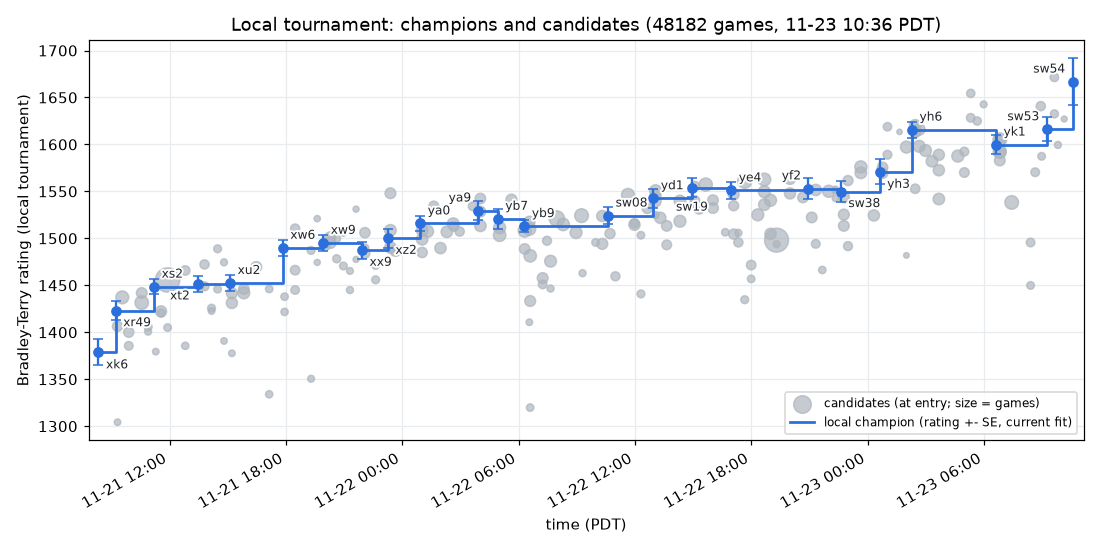 Local tournament: champions and candidates (48182 games, 11-23 10:36 PDT)
Bradley-Terry rating (local tournament)
1700
1650
1600
1550
1500
1450
1400
1350
1300
xk6
xr49
xs2
xt2
xu2
xw6
xw9
xx9
xz2
ya0
ya9
yb7
yb9
sw08
yd1
sw19
ye4
yf2
sw38
yh3
yh6
yk1
sw53
sw54
candidates (at entry; size = games)
local champion (rating +- SE, current fit)
11-21 12:00
11-21 18:00
11-22 00:00
11-22 06:00
11-22 12:00
11-22 18:00
11-23 00:00
11-23 06:00
time (PDT)